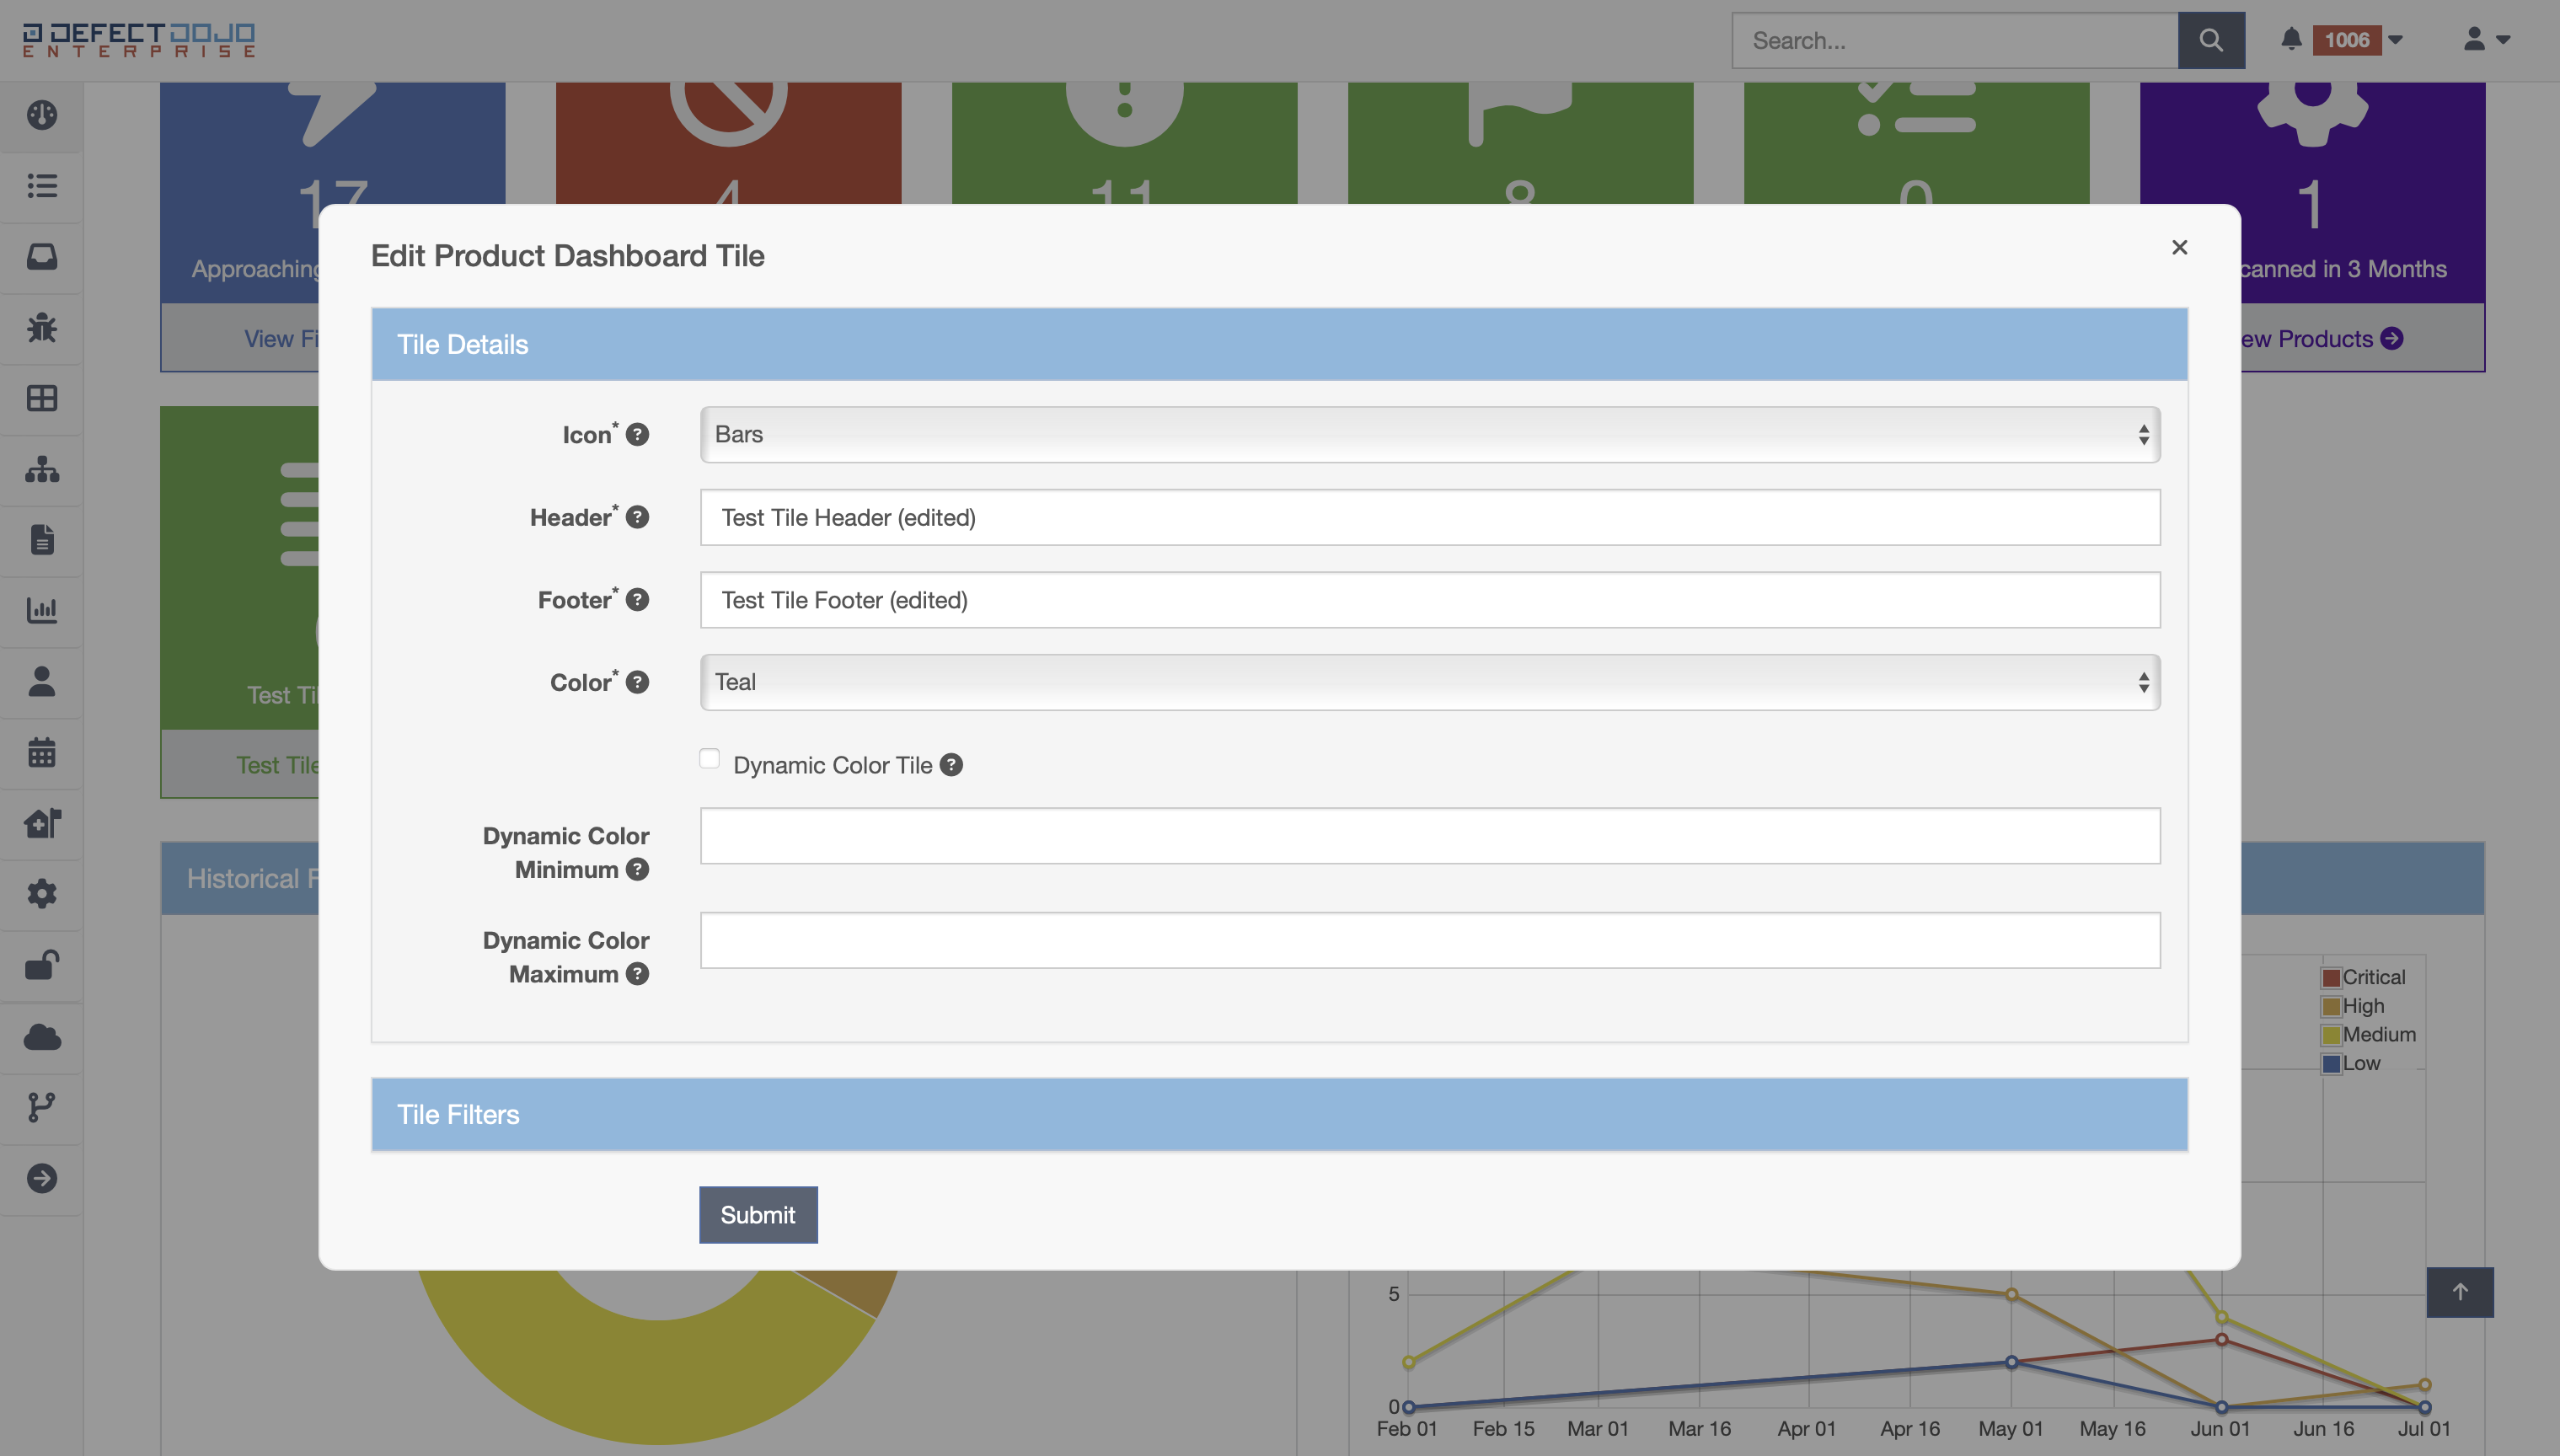 DEFECTDOJO
ENTERPRISE
Search...
1006
17
4
11
8
0
1
Approaching
canned in 3 Months
View Fi
ew Products
Edit Product Dashboard Tile
Tile Details
Icon*
Bars
Header*
Test Tile Header (edited)
Footer*
Test Tile Footer (edited)
Color*
Teal
Dynamic Color Tile
Dynamic Color
Minimum
Dynamic Color
Maximum
Tile Filters
Submit
Test Til
Test Tile
Historical F
Critical
High
Medium
Low
5
0
Feb 01
Feb 15
Mar 01
Mar 16
Apr 01
Apr 16
May 01
May 16
Jun 01
Jun 16
Jul 01